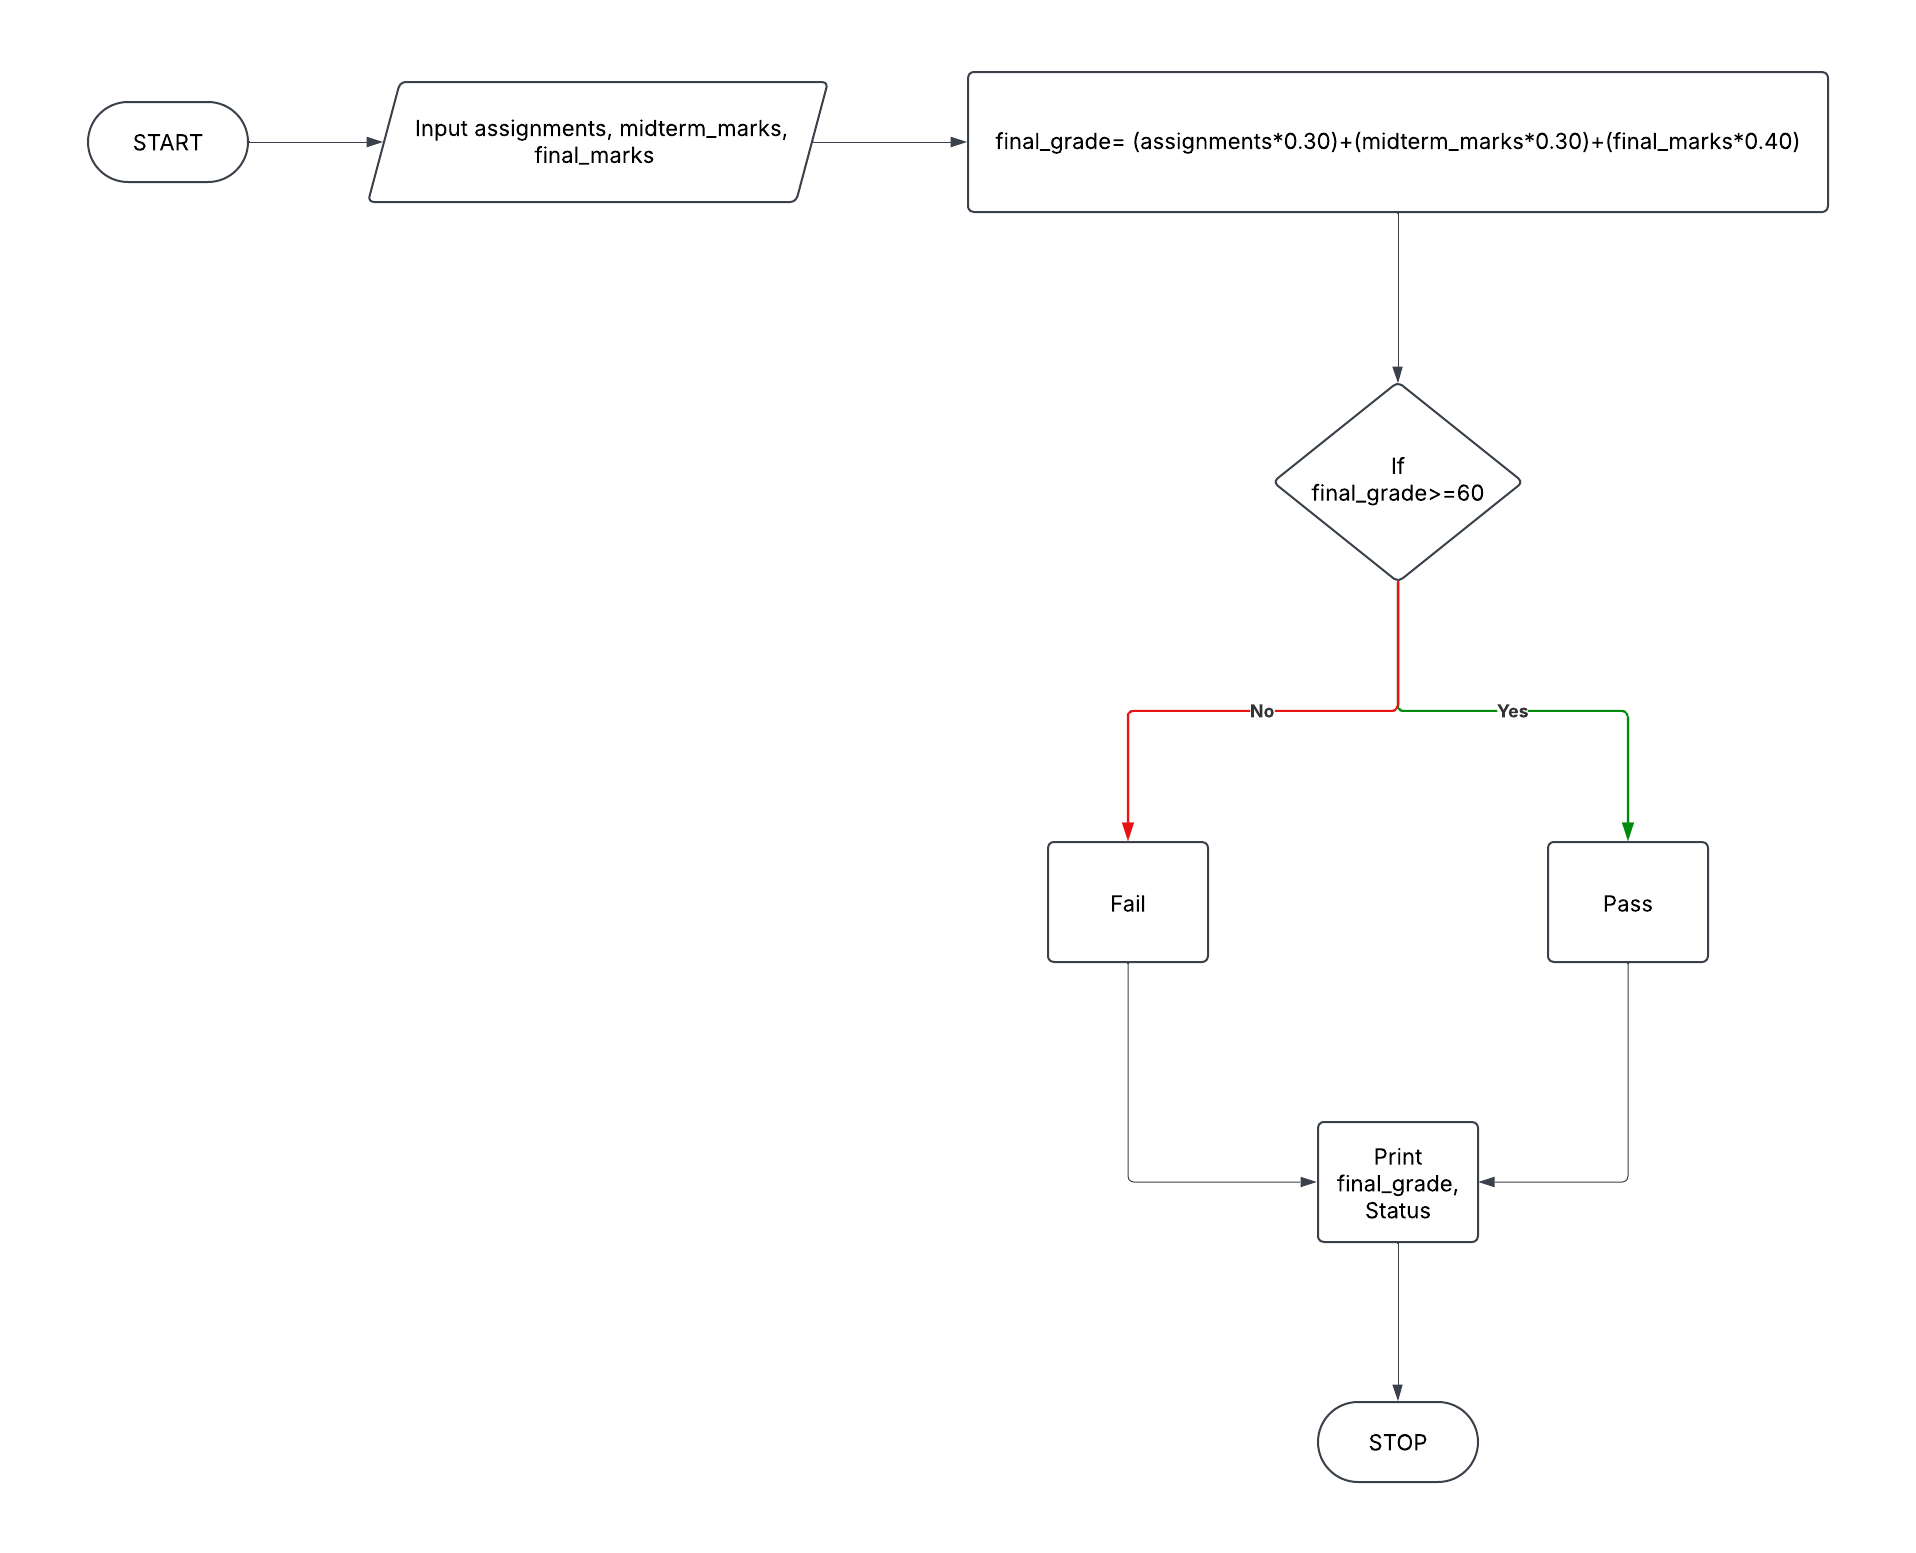 START
Input assignments, midterm_marks,
final_marks
final_grade= (assignments*0.30)+(midterm_marks*0.30)+(final_marks*0.40)
If
final_grade>=60
No
Yes
Fail
Pass
Print
final_grade,
Status
STOP